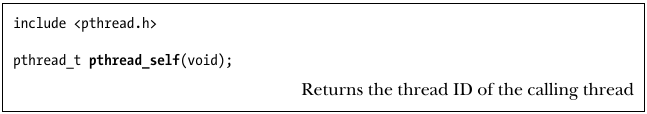 include <pthread.h>
pthread_t pthread_self(void);
Returns the thread ID of the calling thread